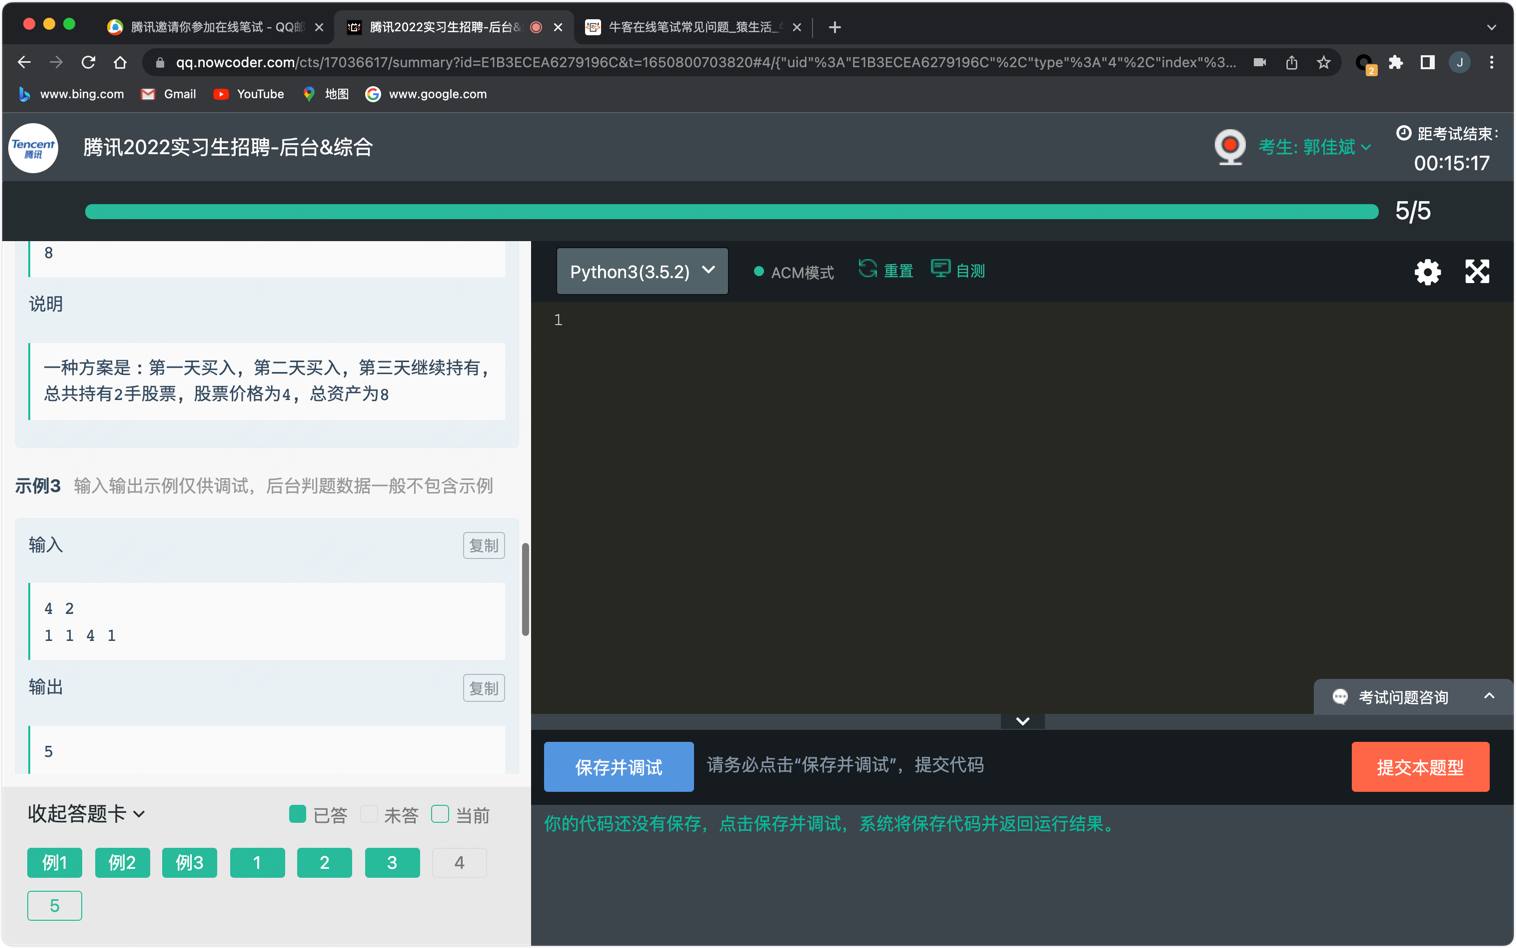 腾讯邀请你参加在线笔试 - QQ邮
腾讯2022实习生招聘-后台&
牛客在线笔试常见问题_猿生活_
qq.nowcoder.com/cts/17036617/summary?id=E1B3ECEA6279196C&t=1650800703820#4/{"uid"%3A"E1B3ECEA6279196C"%2C"type"%3A"4"%2C"index"%3...
2
J
www.bing.com
Gmail
YouTube
地图
www.google.com
Tencent
腾讯
腾讯2022实习生招聘-后台&综合
考生: 郭佳斌
距考试结束:
00:15:17
5/5
8
说明
一种方案是：第一天买入，第二天买入，第三天继续持有，
总共持有2手股票，股票价格为4，总资产为8
示例3 输入输出示例仅供调试，后台判题数据一般不包含示例
输入
复制
4 2
1 1 4 1
输出
复制
5
收起答题卡
已答
未答
当前
例1
例2
例3
1
2
3
4
5
Python3(3.5.2)
ACM模式
重置
自测
1
考试问题咨询
保存并调试
请务必点击“保存并调试”，提交代码
提交本题型
你的代码还没有保存，点击保存并调试，系统将保存代码并返回运行结果。